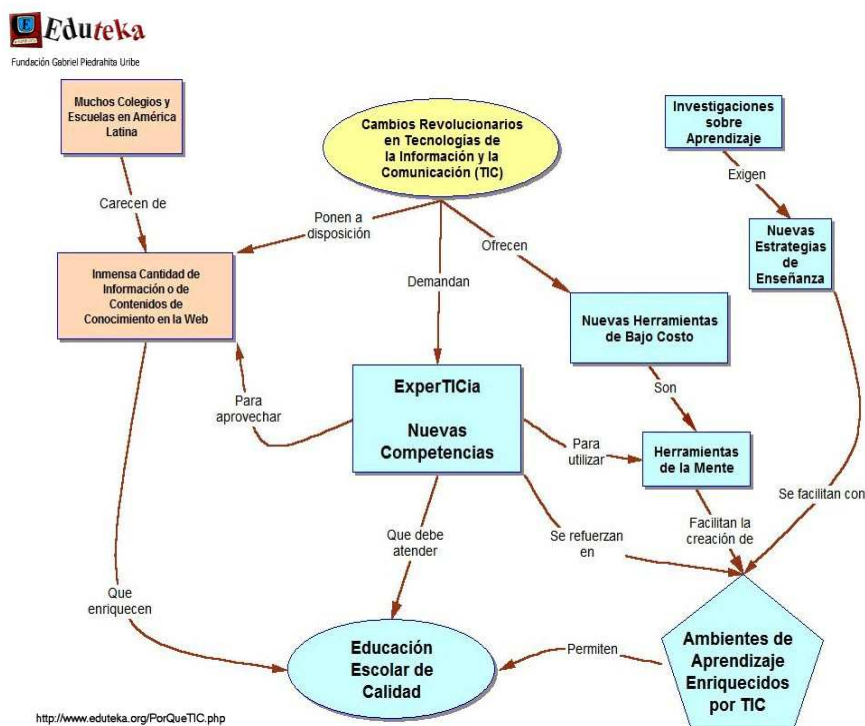 Eduteka
Fundación Gabriel Piedrahita Uribe
Muchos Colegios y
Escuelas en América
Latina
Cambios Revolucionarios
en Tecnologías de
la Información y la
Comunicación (TIC)
Investigaciones
sobre
Aprendizaje
Carecen de
Ponen a
disposición
Demandan
Ofrecen
Exigen
Nuevas
Estrategias
de
Enseñanza
Inmensa Cantidad de
Información o de
Contenidos de
Conocimiento en la Web
Nuevas Herramientas
de Bajo Costo
Para
aprovechar
ExperTICia
Nuevas
Competencias
Son
Para
utilizar
Herramientas
de la Mente
Se facilitan con
Que debe
atender
Se refuerzan
en
Facilitan la
creación de
Que
enriquecen
Educación
Escolar de
Calidad
Permiten
Ambientes de
Aprendizaje
Enriquecidos
por TIC
http://www.eduteka.org/PorQueTIC.php